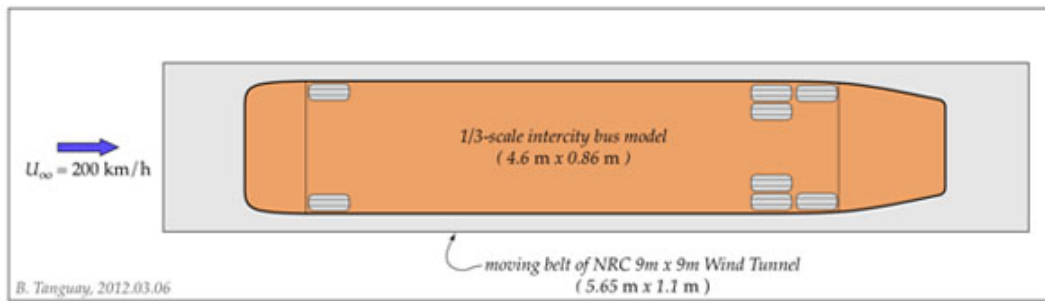 1/3-scale intercity bus model
( 4.6 m x 0.86 m )
U∞ = 200 km/h
moving belt of NRC 9m x 9m Wind Tunnel
( 5.65 m x 1.1 m )
B. Tanguay, 2012.03.06